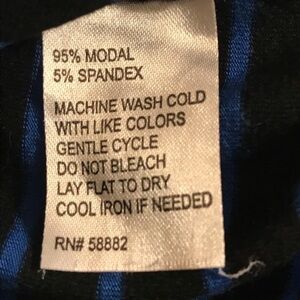 95% MODAL
5% SPANDEX
MACHINE WASH COLD
WITH LIKE COLORS
GENTLE CYCLE
DO NOT BLEACH
LAY FLAT TO DRY
COOL IRON IF NEEDED
RN# 58882